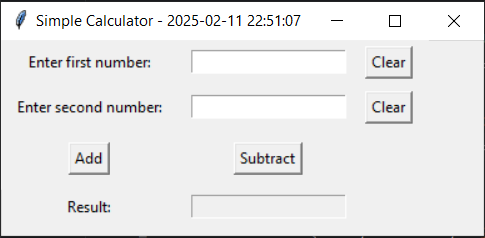 Simple Calculator - 2025-02-11 22:51:07
Enter first number: Clear
Enter second number: Clear
Add Subtract
Result: